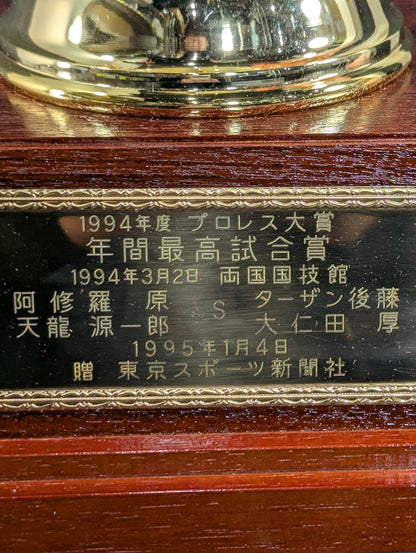 1994年度 プロレス大賞
年間最高試合賞
1994年3月2日 両国国技館
阿修羅 原 ターザン後藤
S
天龍 源一郎 大仁田 厚
1995年1月4日
贈 東京スポーツ新聞社